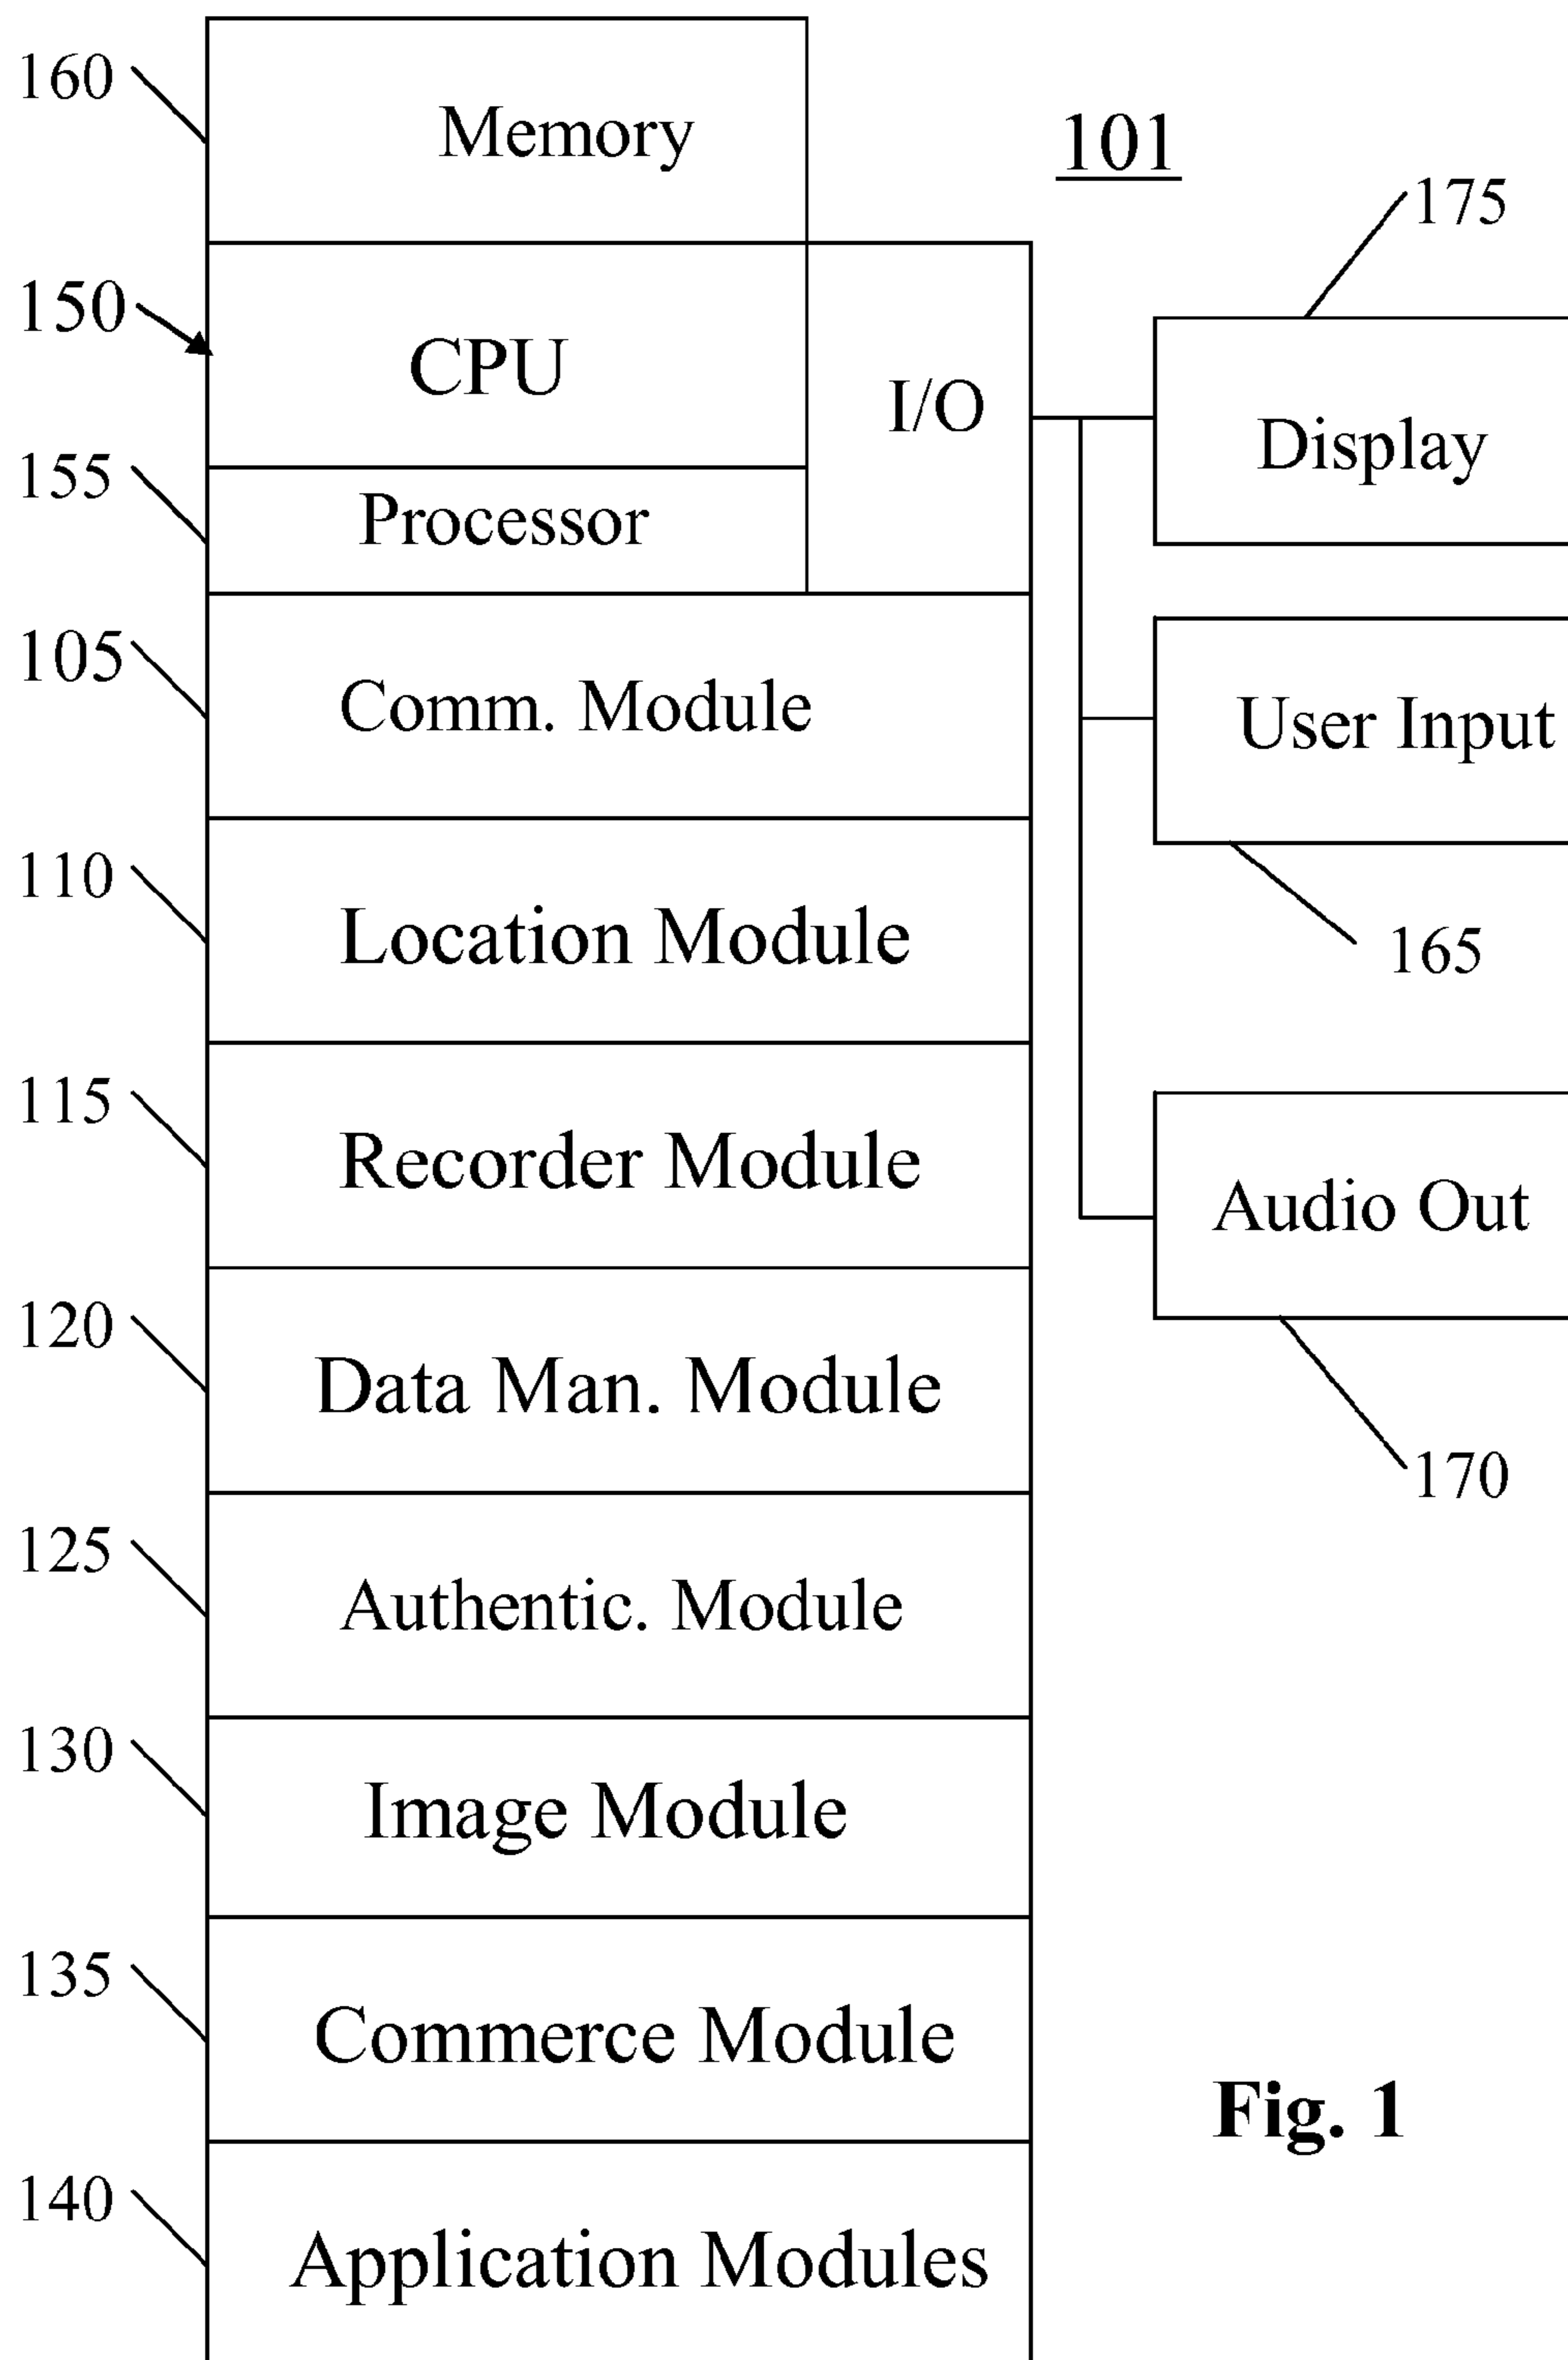 160
Memory
101
175
150
CPU
I/O
Display
155
Processor
105
Comm. Module
User Input
110
Location Module
165
115
Recorder Module
Audio Out
120
Data Man. Module
170
125
Authentic. Module
130
Image Module
135
Commerce Module
Fig. 1
140
Application Modules